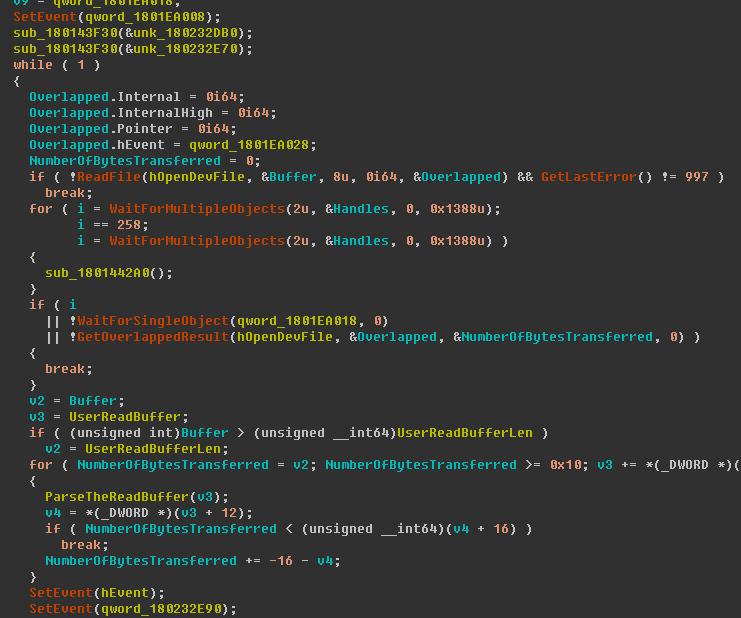 v9 = qword_1801EA018;
SetEvent(qword_1801EA008);
sub_180143F30(&unk_180232DB0);
sub_180143F30(&unk_180232E70);
while ( 1 )
{
Overlapped.Internal = 0i64;
Overlapped.InternalHigh = 0i64;
Overlapped.Pointer = 0i64;
Overlapped.hEvent = qword_1801EA028;
NumberOfBytesTransferred = 0;
if ( !ReadFile(hOpenDevFile, &Buffer, 8u, 0i64, &Overlapped) && GetLastError() != 997 )
break;
for ( i = WaitForMultipleObjects(2u, &Handles, 0, 0x1388u);
i == 258;
i = WaitForMultipleObjects(2u, &Handles, 0, 0x1388u) )
{
sub_1801442A0();
}
if ( i
|| !WaitForSingleObject(qword_1801EA018, 0)
|| !GetOverlappedResult(hOpenDevFile, &Overlapped, &NumberOfBytesTransferred, 0) )
{
break;
}
v2 = Buffer;
v3 = UserReadBuffer;
if ( (unsigned int)Buffer > (unsigned __int64)UserReadBufferLen )
v2 = UserReadBufferLen;
for ( NumberOfBytesTransferred = v2; NumberOfBytesTransferred >= 0x10; v3 += *(_DWORD *)(
{
ParseTheReadBuffer(v3);
v4 = *(_DWORD *)(v3 + 12);
if ( NumberOfBytesTransferred < (unsigned __int64)(v4 + 16) )
break;
NumberOfBytesTransferred += -16 - v4;
}
SetEvent(hEvent);
SetEvent(qword_180232E90);